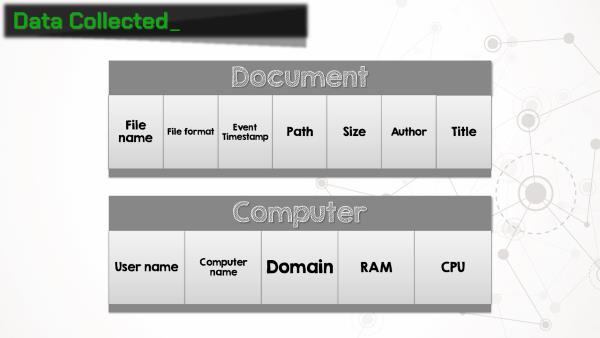 Data Collected_
Document
File name
File format
Event Timestamp
Path
Size
Author
Title
Computer
User name
Computer name
Domain
RAM
CPU